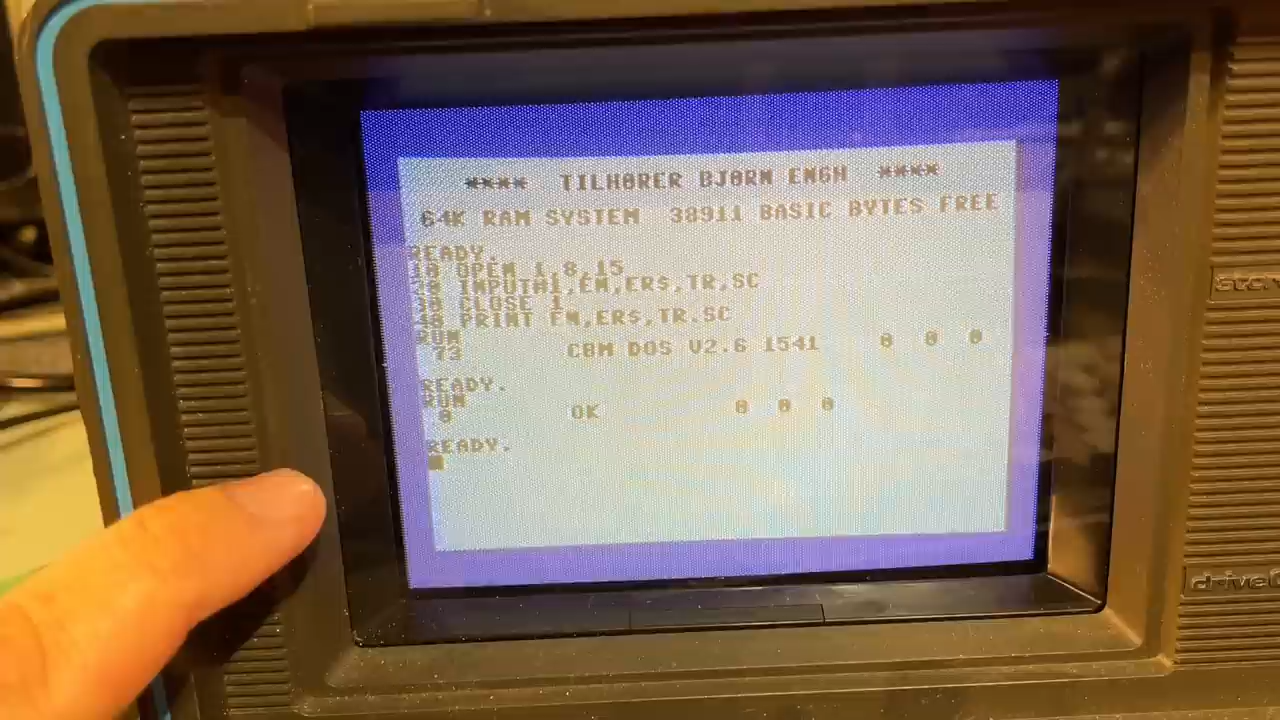 **** TILHØRER BJØRN ENGH ****
64K RAM SYSTEM 38911 BASIC BYTES FREE
READY.
10 OPEN 1,8,15
20 INPUT#1,EN,ER$,TR,SC
30 CLOSE 1
40 PRINT EN,ER$,TR.SC
RUN
73 CBM DOS V2.6 1541 0 0 0
READY.
RUN
0 OK 0 0 0
READY.